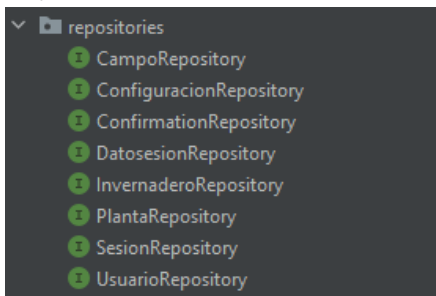 repositories
I CampoRepository
I ConfiguracionRepository
I ConfirmationRepository
I DatosesionRepository
I InvernaderoRepository
I PlantaRepository
I SesionRepository
I UsuarioRepository